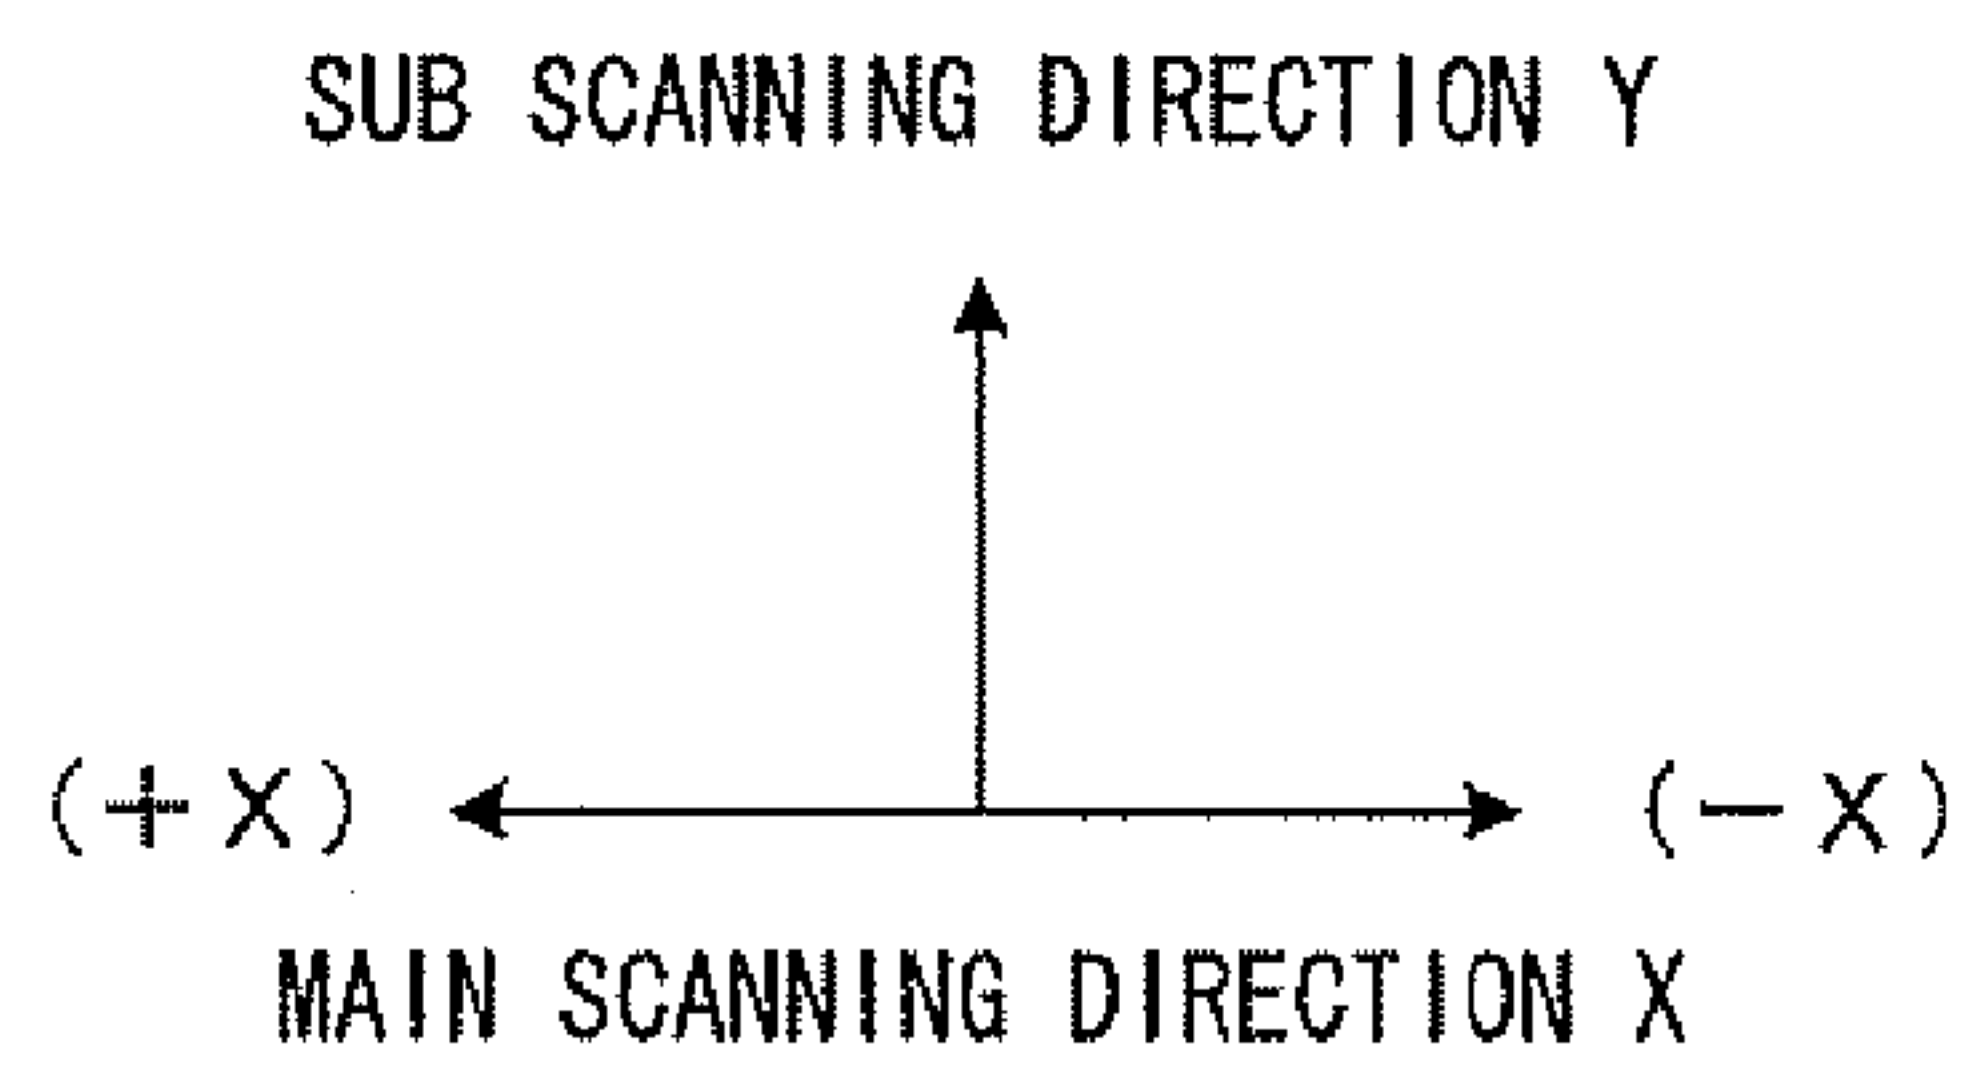 SUB SCANNING DIRECTION Y
(+X) (-X)
MAIN SCANNING DIRECTION X